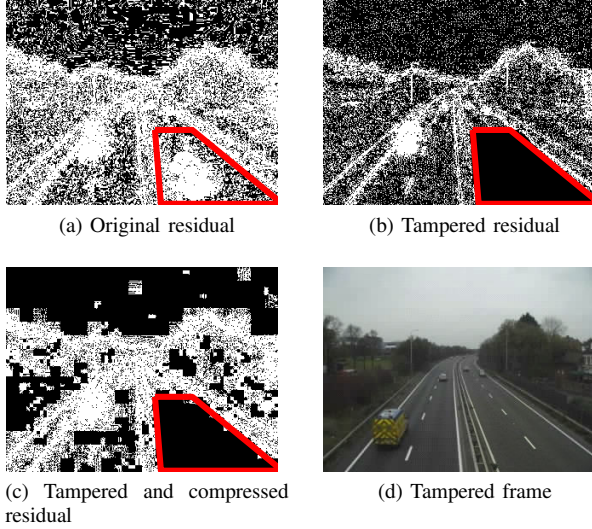 (a) Original residual
(b) Tampered residual
(c) Tampered and compressed
residual
(d) Tampered frame